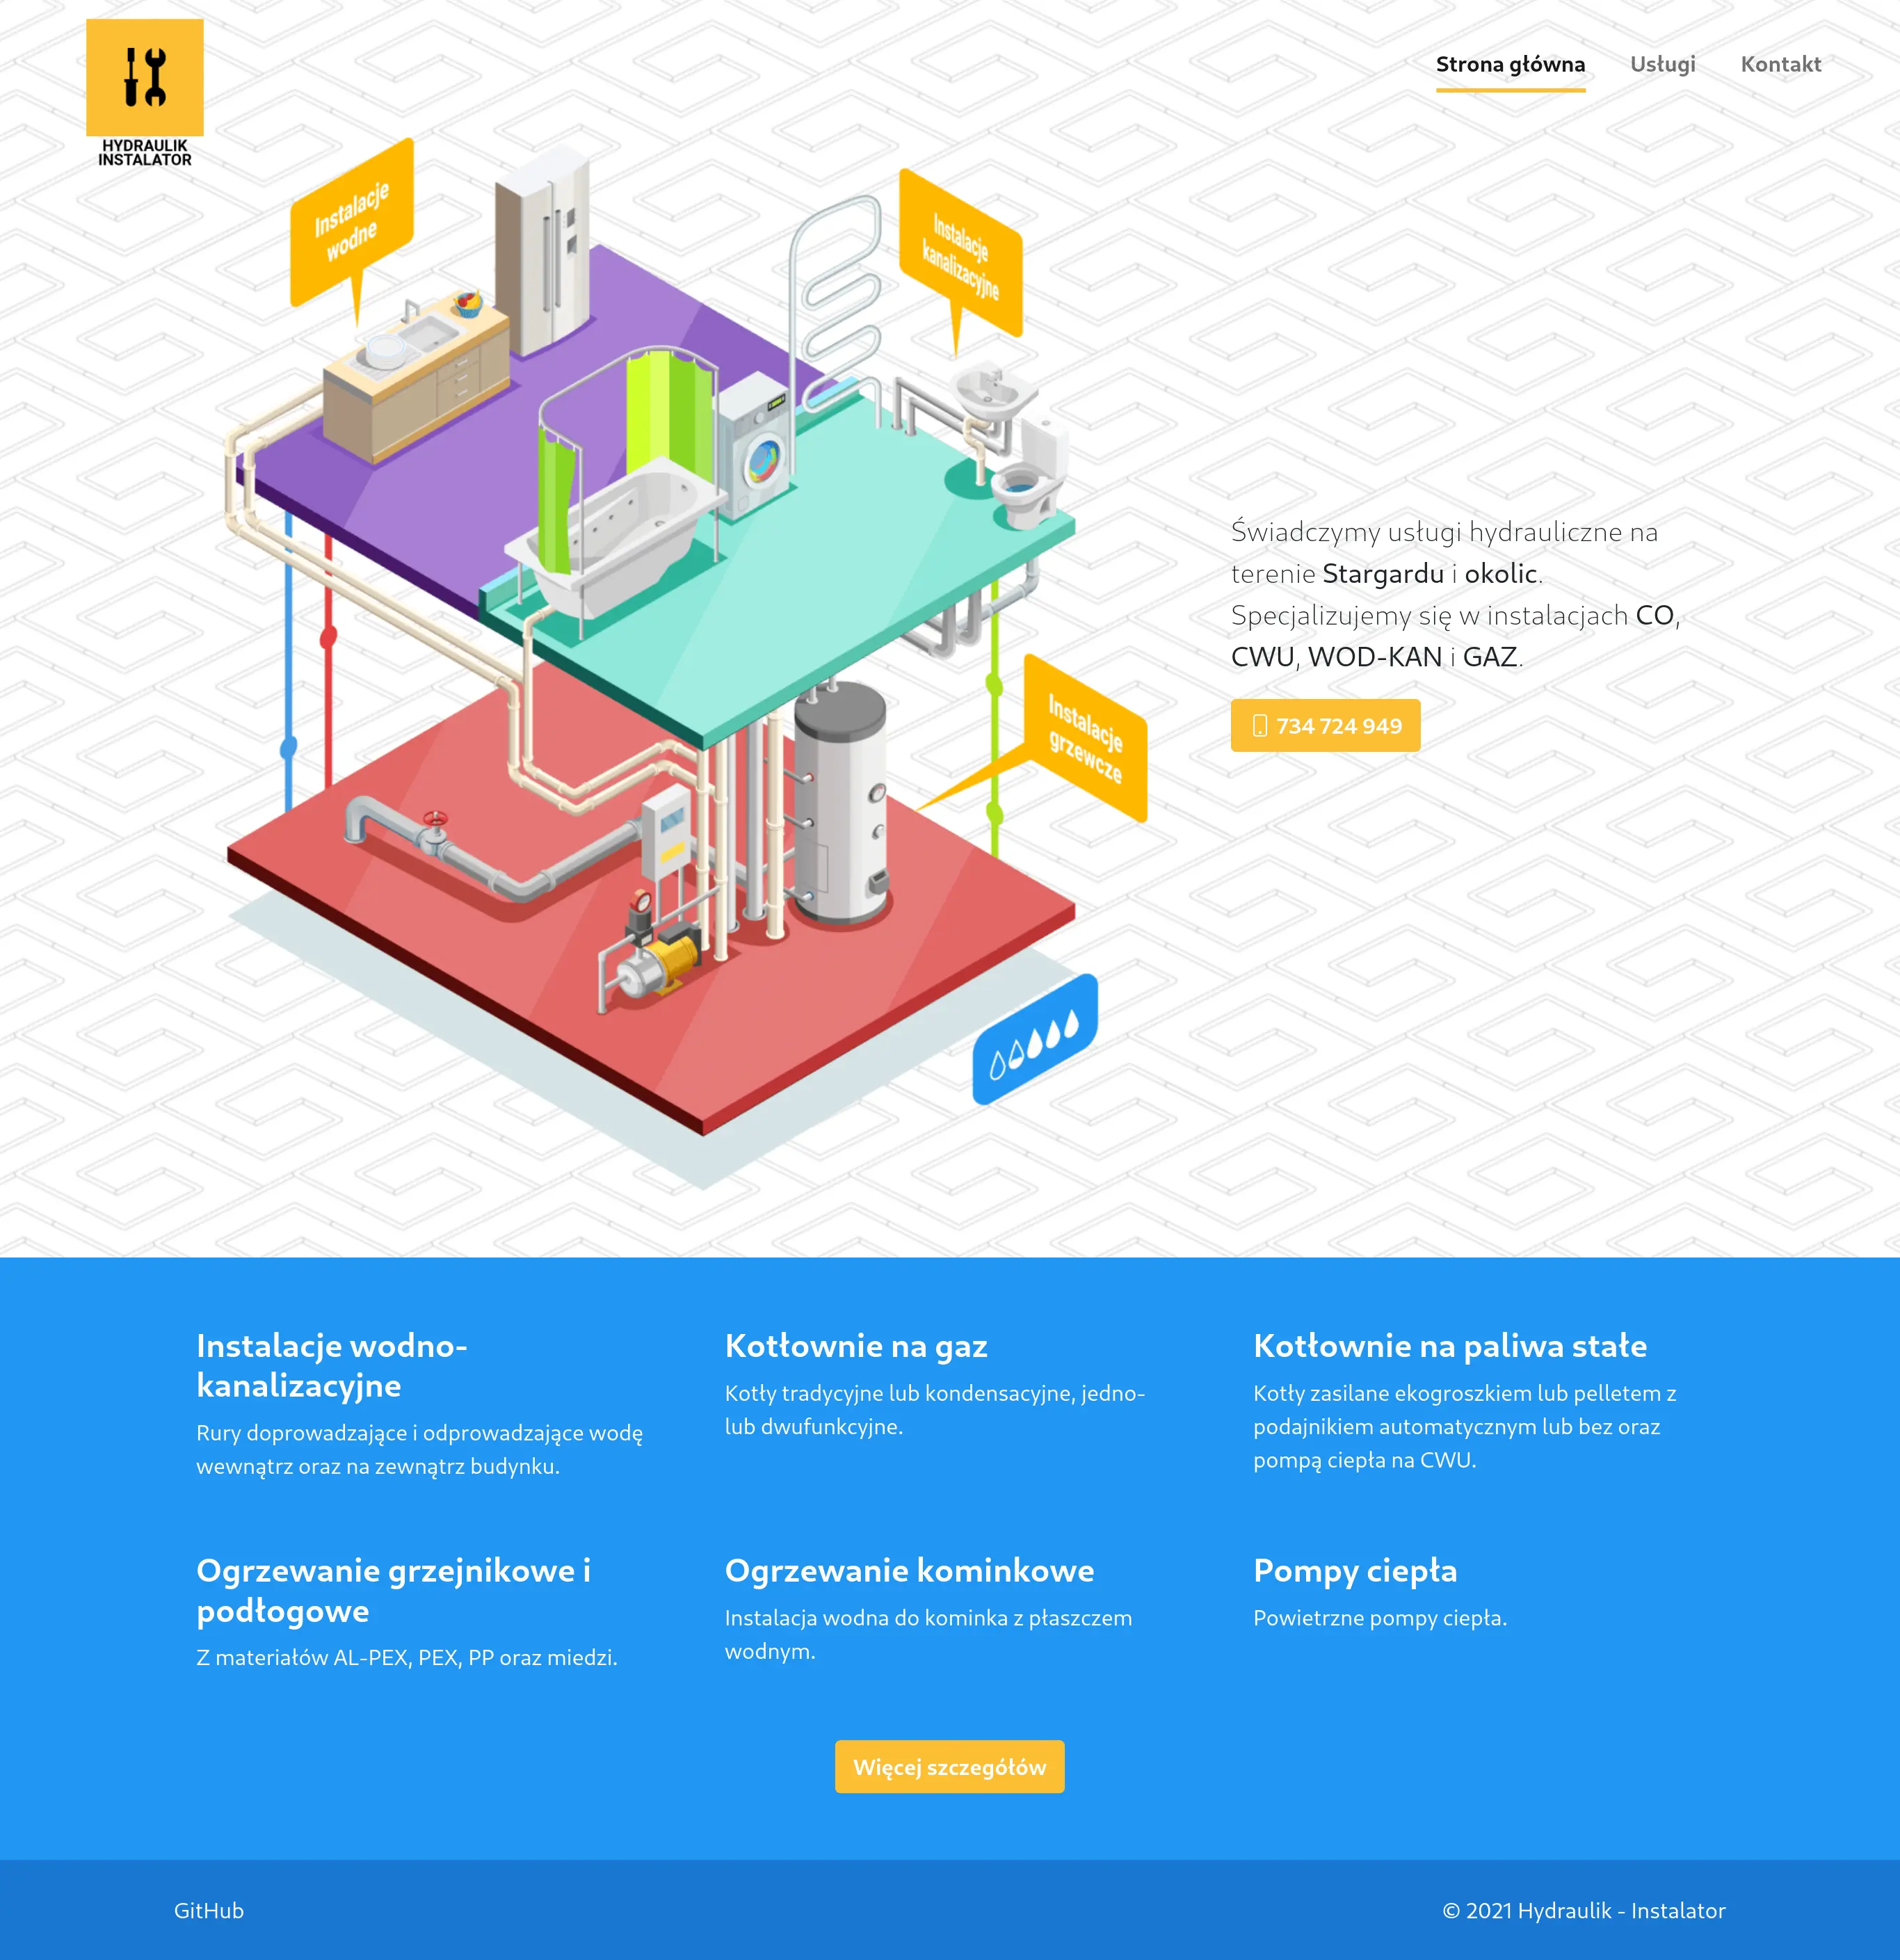 HYDRAULIK
INSTALATOR
Strona główna
Usługi
Kontakt
Instalacje
wodne
Instalacje
kanalizacyjne
Świadczymy usługi hydrauliczne na
terenie Stargardu i okolic.
Specjalizujemy się w instalacjach CO,
CWU, WOD-KAN i GAZ.
734 724 949
Instalacje
grzewcze
Instalacje wodno-
kanalizacyjne
Rury doprowadzające i odprowadzające wodę
wewnątrz oraz na zewnątrz budynku.
Kotłownie na gaz
Kotły tradycyjne lub kondensacyjne, jedno-
lub dwufunkcyjne.
Kotłownie na paliwa stałe
Kotły zasilane ekogroszkiem lub pelletem z
podajnikiem automatycznym lub bez oraz
pompą ciepła na CWU.
Ogrzewanie grzejnikowe i
podłogowe
Z materiałów AL-PEX, PEX, PP oraz miedzi.
Ogrzewanie kominkowe
Instalacja wodna do kominka z płaszczem
wodnym.
Pompy ciepła
Powietrzne pompy ciepła.
Więcej szczegółów
GitHub
© 2021 Hydraulik - Instalator